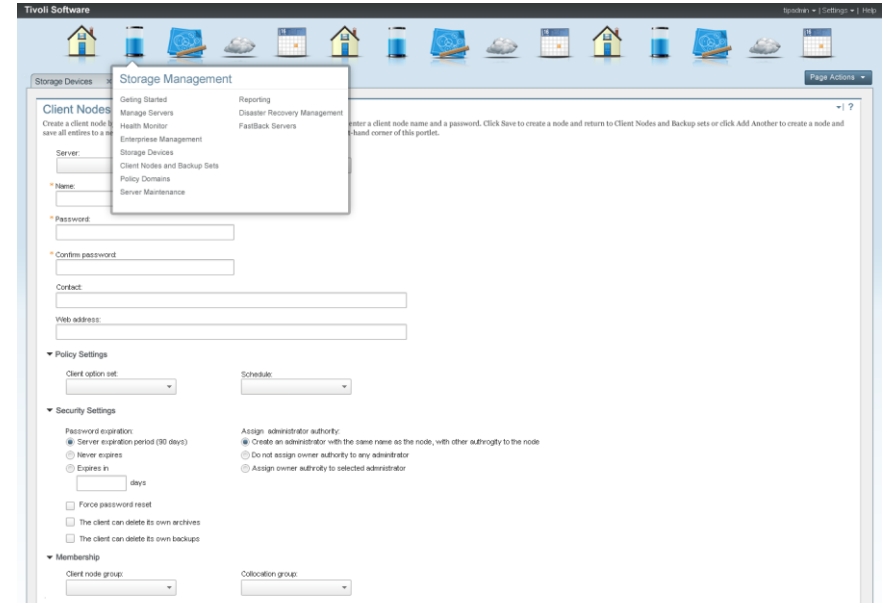 Tivoli Software
tipadmin | Settings | Help
Storage Devices
Page Actions
Storage Management
Geting Started
Manage Servers
Health Monitor
Enterpriese Management
Storage Devices
Client Nodes and Backup Sets
Policy Domains
Server Maintenance
Reporting
Disaster Recovery Management
FastBack Servers
Client Nodes
?
Create a client node enter a client node name and a password. Click Save to create a node and return to Client Nodes and Backup sets or click Add Another to create a node and
save all entires to a ne t-hand corner of this portlet.
Server:
* Name:
* Password:
* Confirm password:
Contact:
Web address:
Policy Settings
Client option set:
Schedule:
Security Settings
Password expiration:
Server expiration period (90 days)
Never expires
Expires in
days
Assign administrator authority:
Create an administrator with the same name as the node, with other authrogity to the node
Do not assign owner authority to any adminitrator
Assign owner authroity to selected admnistrator
Force password reset
The client can delete its own archives
The client can delete its own backups
Membership
Client node group:
Collocation group: